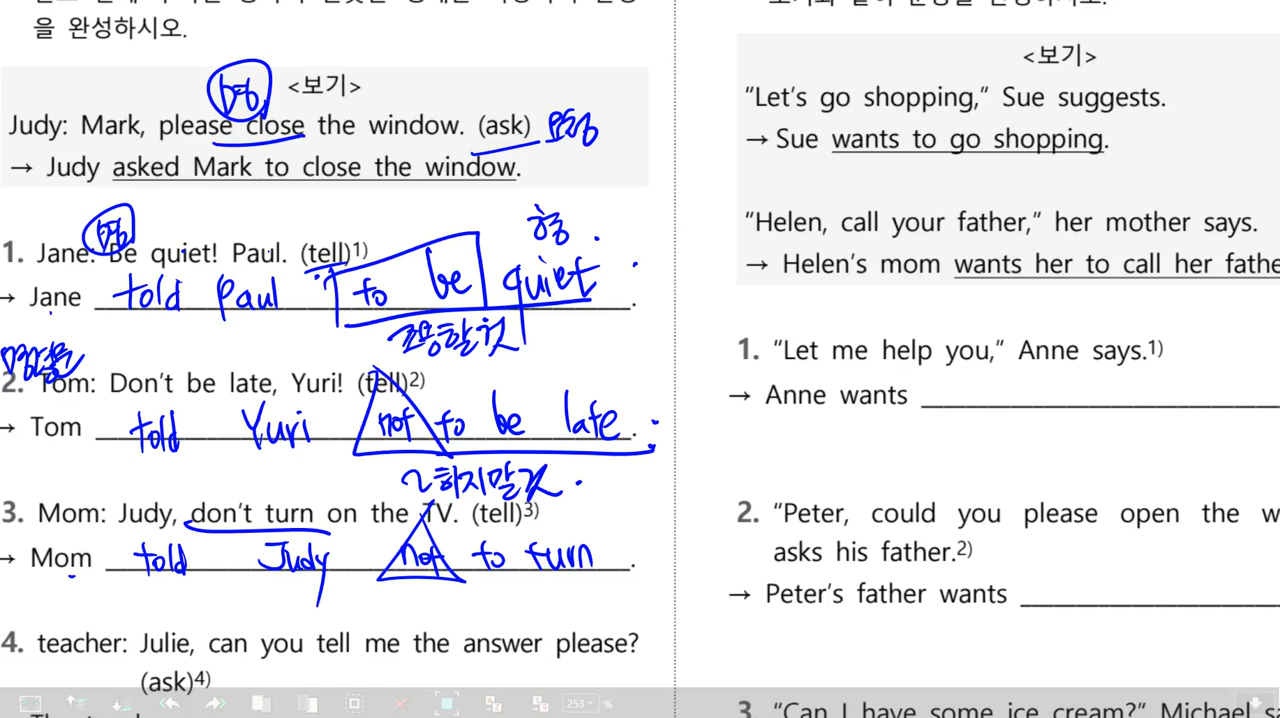 을 완성하시오.
<보기>
Judy: Mark, please close the window. (ask) 요청
→ Judy asked Mark to close the window.
1. Jane: Be quiet! Paul. (tell)1)
→ Jane told Paul to be quiet.
조용할 것
2. Tom: Don't be late, Yuri! (tell)2)
→ Tom told Yuri not to be late.
~하지말것.
3. Mom: Judy, don't turn on the TV. (tell)3)
→ Mom told Judy not to turn.
4. teacher: Julie, can you tell me the answer please?
(ask)4)
253 %
<보기>
“Let's go shopping,” Sue suggests.
→ Sue wants to go shopping.
“Helen, call your father,” her mother says.
→ Helen's mom wants her to call her fathe
1. “Let me help you,” Anne says.1)
→ Anne wants
2. “Peter, could you please open the w
asks his father.2)
→ Peter's father wants
3 “Can I have some ice cream?” Michael sa